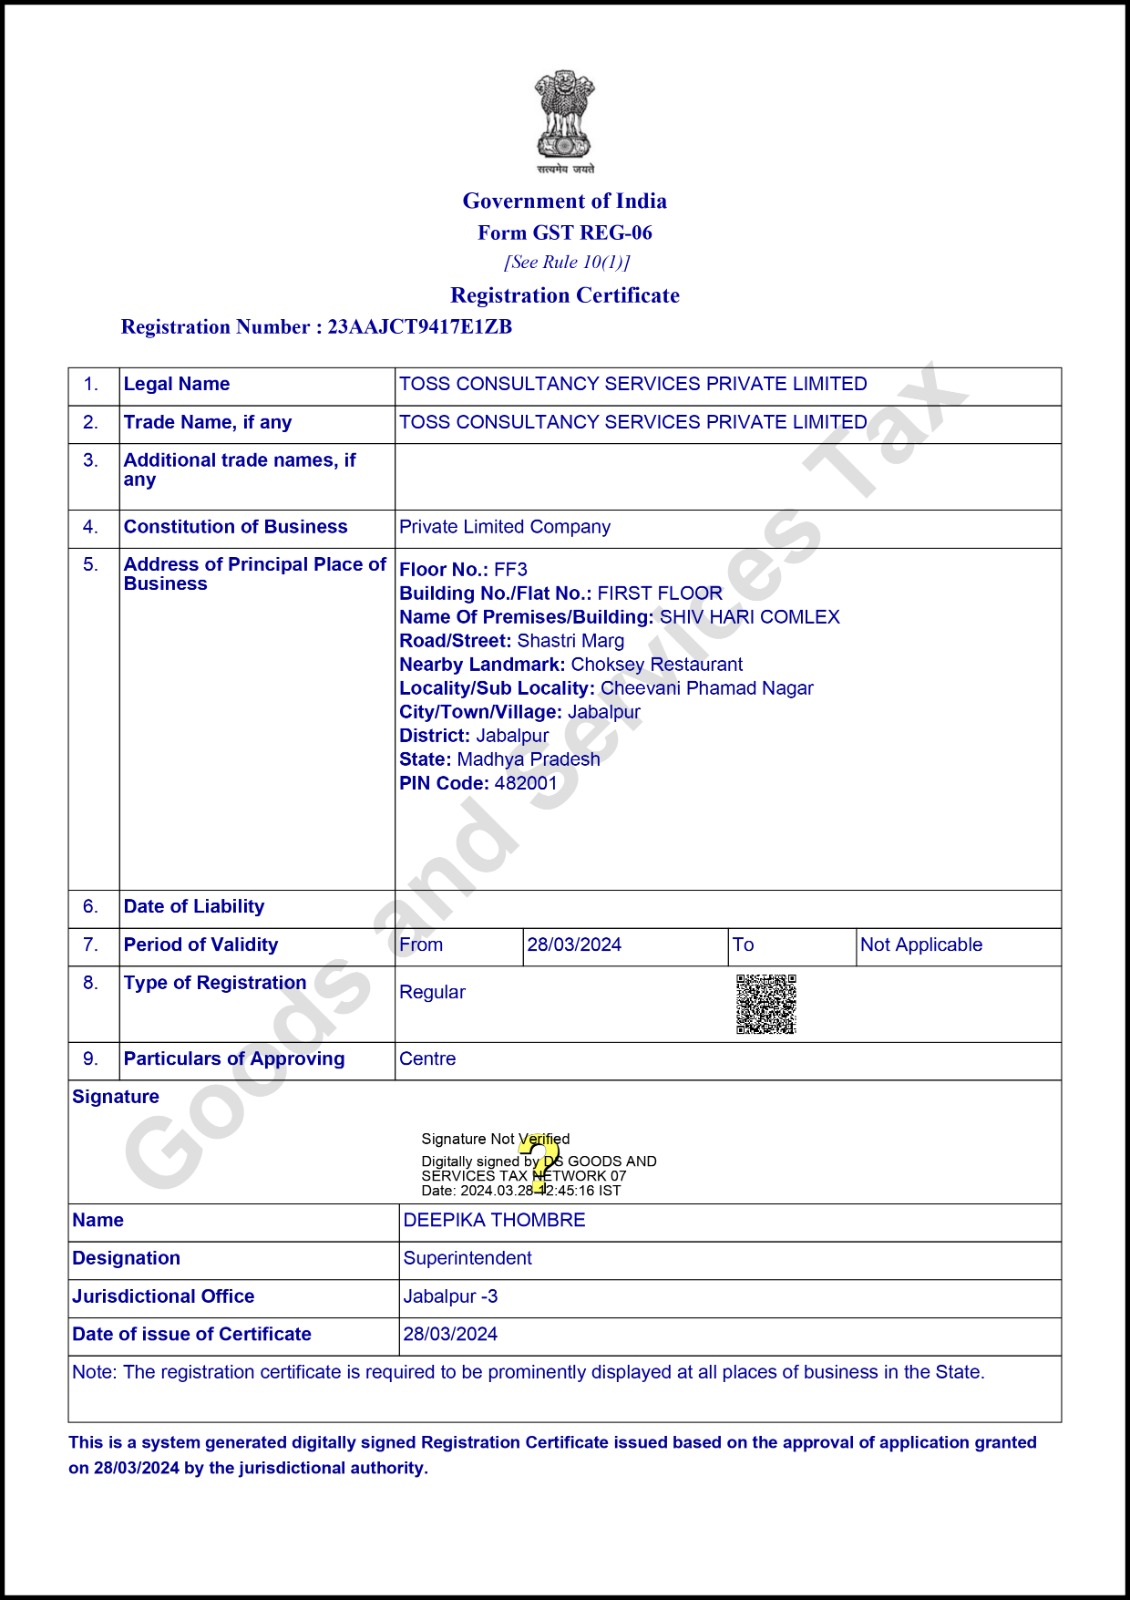 सत्यमेव जयते
Government of India
Form GST REG-06
[See Rule 10(1)]
Registration Certificate
Registration Number : 23AAJCT9417E1ZB
1. Legal Name TOSS CONSULTANCY SERVICES PRIVATE LIMITED
2. Trade Name, if any TOSS CONSULTANCY SERVICES PRIVATE LIMITED
3. Additional trade names, if
any
4. Constitution of Business Private Limited Company
5. Address of Principal Place of
Business
Floor No.: FF3
Building No./Flat No.: FIRST FLOOR
Name Of Premises/Building: SHIV HARI COMLEX
Road/Street: Shastri Marg
Nearby Landmark: Choksey Restaurant
Locality/Sub Locality: Cheevani Phamad Nagar
City/Town/Village: Jabalpur
District: Jabalpur
State: Madhya Pradesh
PIN Code: 482001
6. Date of Liability
7. Period of Validity From 28/03/2024 To Not Applicable
8. Type of Registration Regular
9. Particulars of Approving Centre
Signature
Signature Not Verified
Digitally signed by DS GOODS AND
SERVICES TAX NETWORK 07
Date: 2024.03.28 12:45:16 IST
Name DEEPIKA THOMBRE
Designation Superintendent
Jurisdictional Office Jabalpur -3
Date of issue of Certificate 28/03/2024
Note: The registration certificate is required to be prominently displayed at all places of business in the State.
This is a system generated digitally signed Registration Certificate issued based on the approval of application granted
on 28/03/2024 by the jurisdictional authority.
Goods and Services Tax